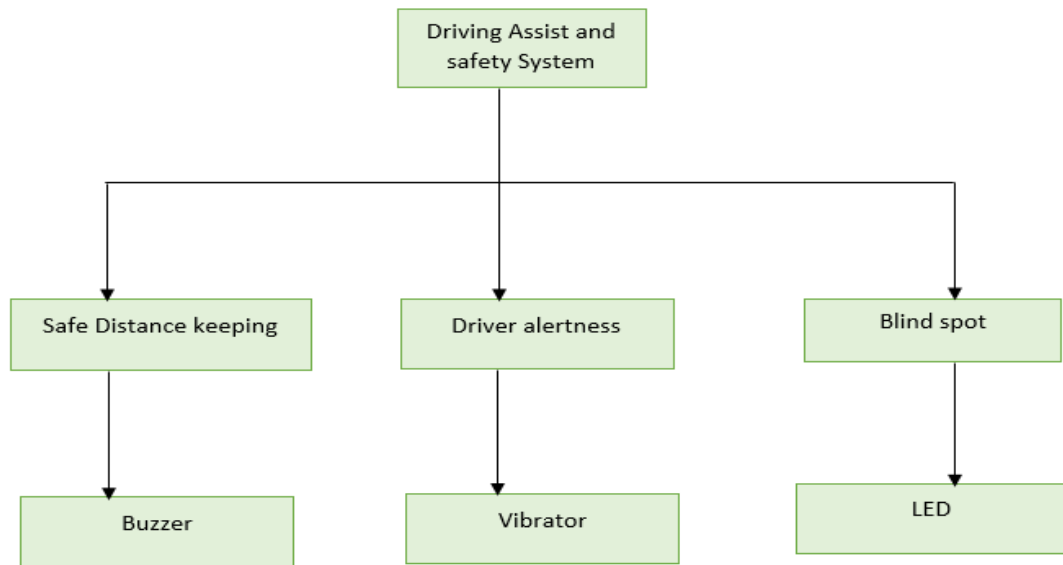 Driving Assist and
safety System
Safe Distance keeping
Driver alertness
Blind spot
Buzzer
Vibrator
LED